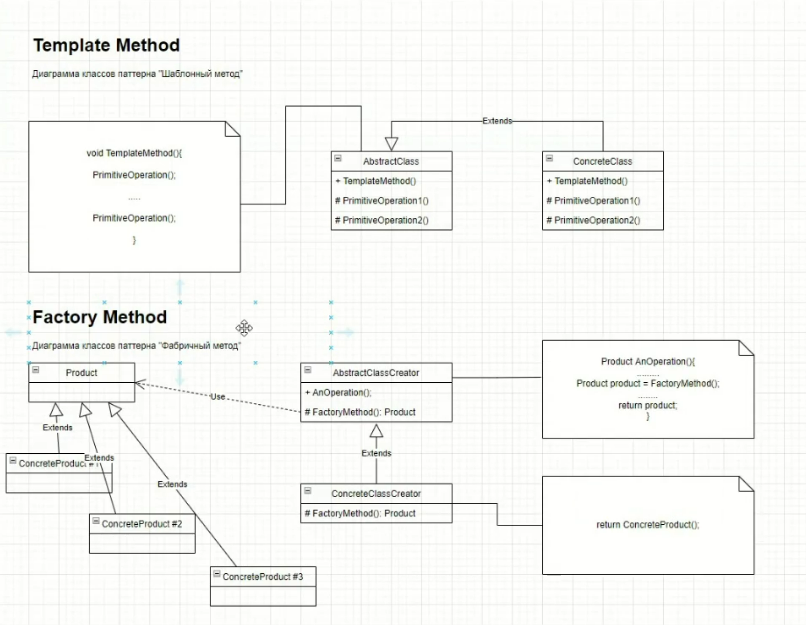 Template Method
Диаграмма классов паттерна "Шаблонный метод"
void TemplateMethod(){
PrimitiveOperation();
.....
PrimitiveOperation();
}
Extends
AbstractClass
+ TemplateMethod()
# PrimitiveOperation1()
# PrimitiveOperation2()
ConcreteClass
+ TemplateMethod()
# PrimitiveOperation1()
# PrimitiveOperation2()
Factory Method
Диаграмма классов паттерна "Фабричный метод"
Product
Use
AbstractClassCreator
+ AnOperation();
# FactoryMethod(): Product
Product AnOperation(){
.........
Product product = FactoryMethod();
........
return product;
}
Extends
Extends
Extends
Extends
ConcreteProduct #1
ConcreteProduct #2
ConcreteProduct #3
ConcreteClassCreator
# FactoryMethod(): Product
return ConcreteProduct();